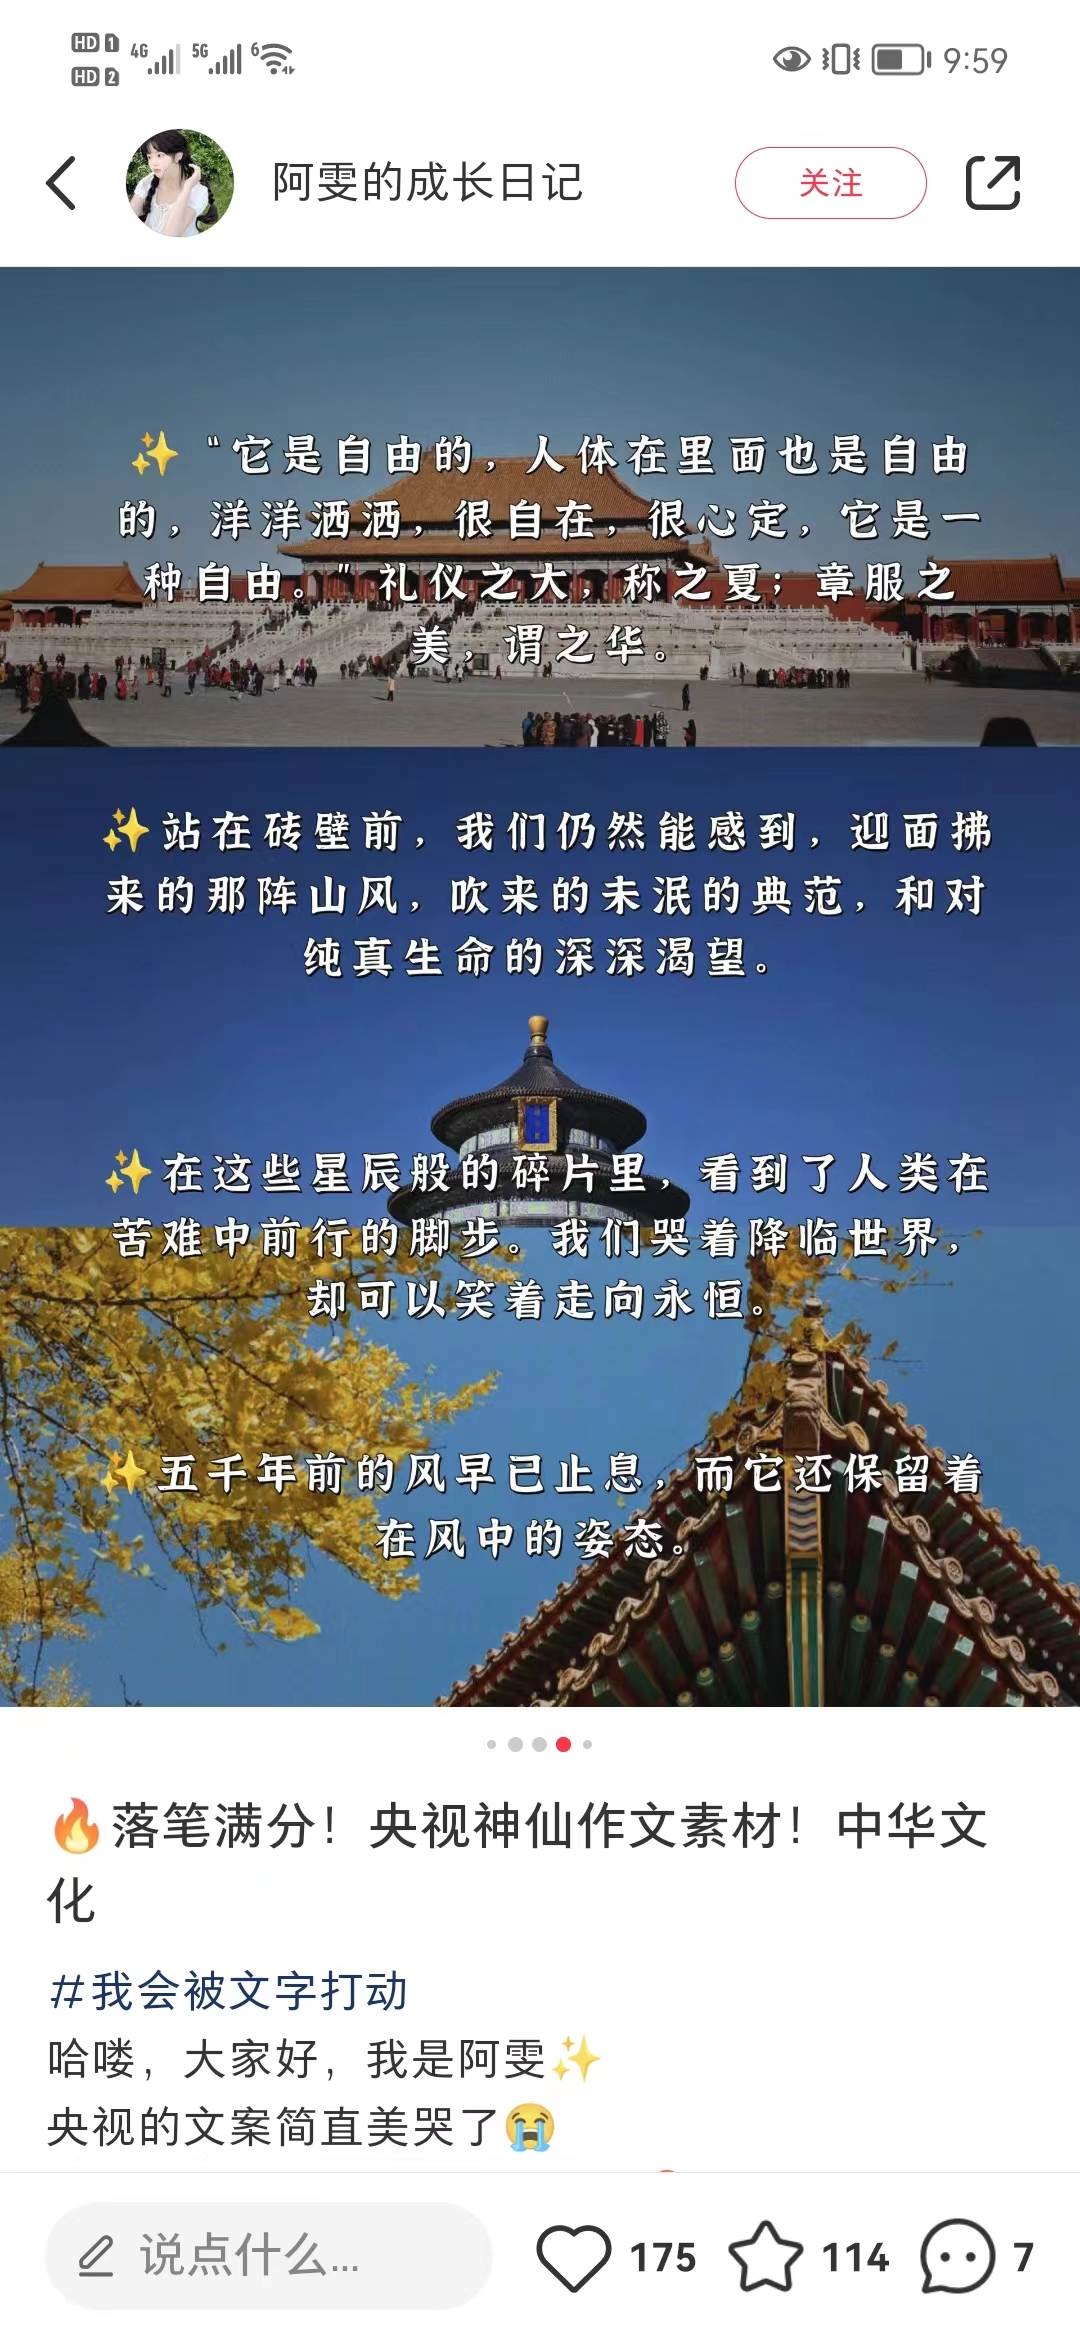 HD 1 4G 5G 6 9:59
HD 2
阿雯的成长日记 关注
✨“它是自由的，人体在里面也是自由
的，洋洋洒洒，很自在，很心定，它是一
种自由。”礼仪之大，称之夏；章服之
美，谓之华。
✨站在砖壁前，我们仍然能感到，迎面拂
来的那阵山风，吹来的未泯的典范，和对
纯真生命的深深渴望。
✨在这些星辰般的碎片里，看到了人类在
苦难中前行的脚步。我们哭着降临世界，
却可以笑着走向永恒。
✨五千年前的风早已止息，而它还保留着
在风中的姿态。
🔥落笔满分！央视神仙作文素材！中华文
化
#我会被文字打动
哈喽，大家好，我是阿雯✨
央视的文案简直美哭了😭
说点什么... 175 114 7